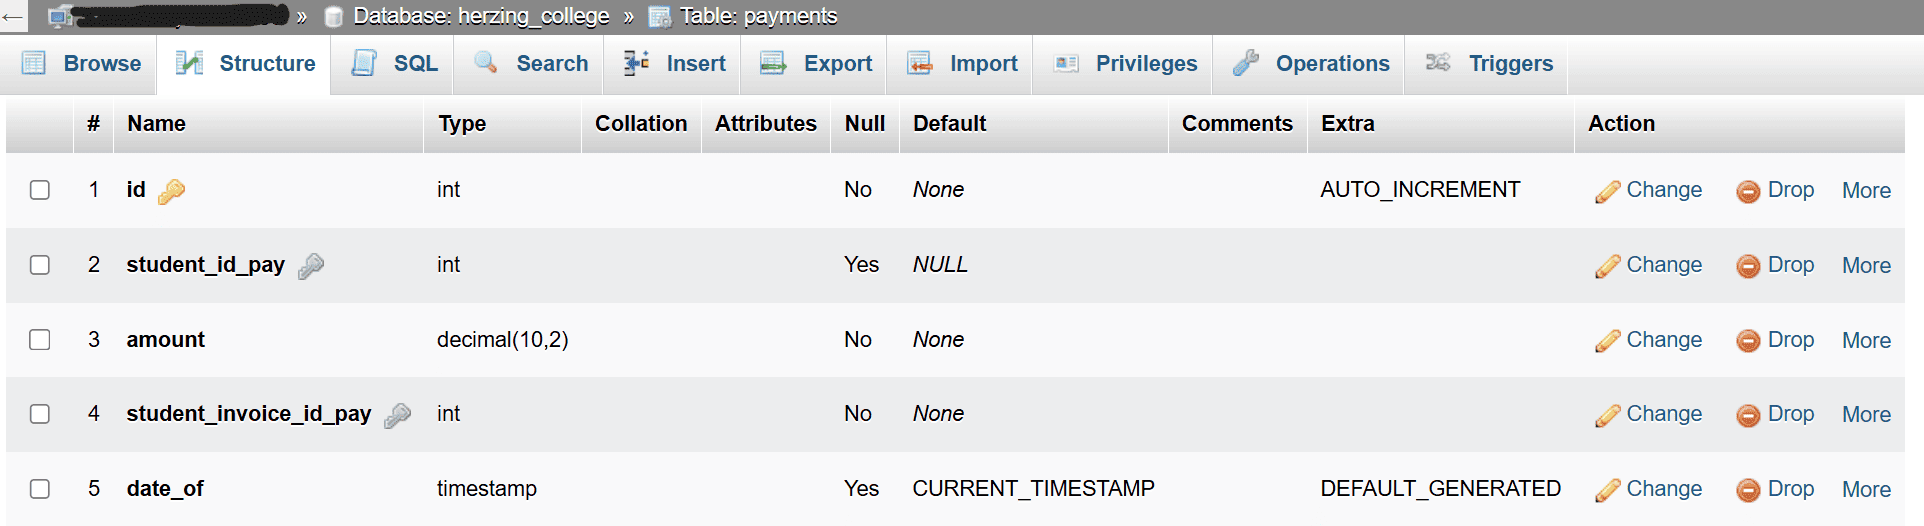 ← » Database: herzing_college » Table: payments
Browse Structure SQL Search Insert Export Import Privileges Operations Triggers
# Name Type Collation Attributes Null Default Comments Extra Action
1 id int No None AUTO_INCREMENT Change Drop More
2 student_id_pay int Yes NULL Change Drop More
3 amount decimal(10,2) No None Change Drop More
4 student_invoice_id_pay int No None Change Drop More
5 date_of timestamp Yes CURRENT_TIMESTAMP DEFAULT_GENERATED Change Drop More